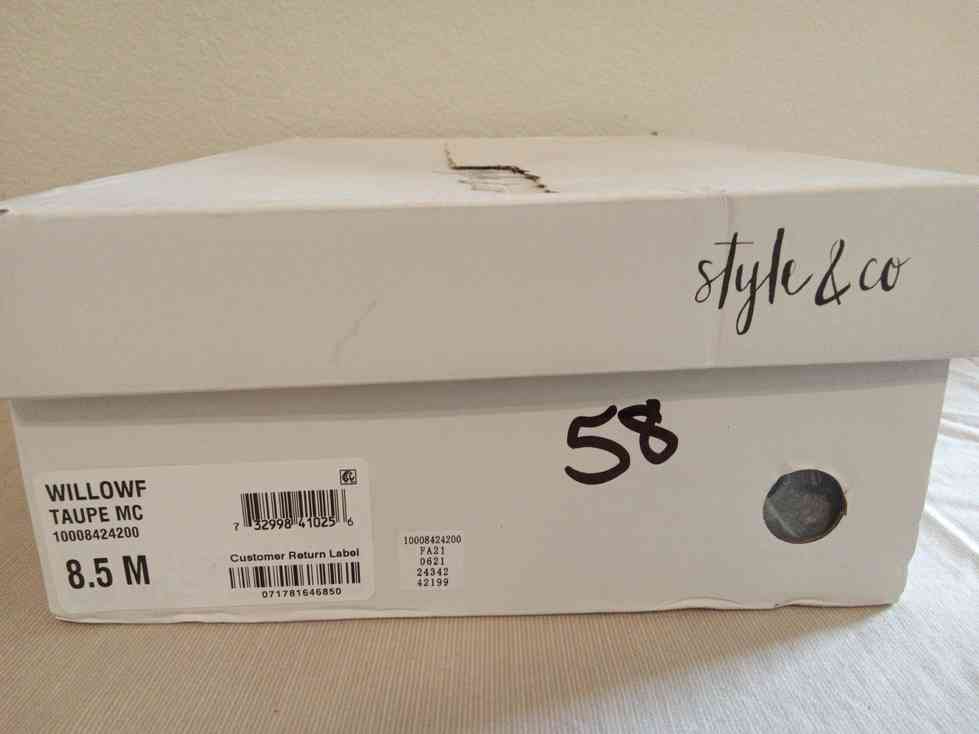 style & co
58
WILLOWF
TAUPE MC
10008424200
8.5 M
7 32998 41025 6
Customer Return Label
071781646850
10008424200
FA21
0621
24342
42199